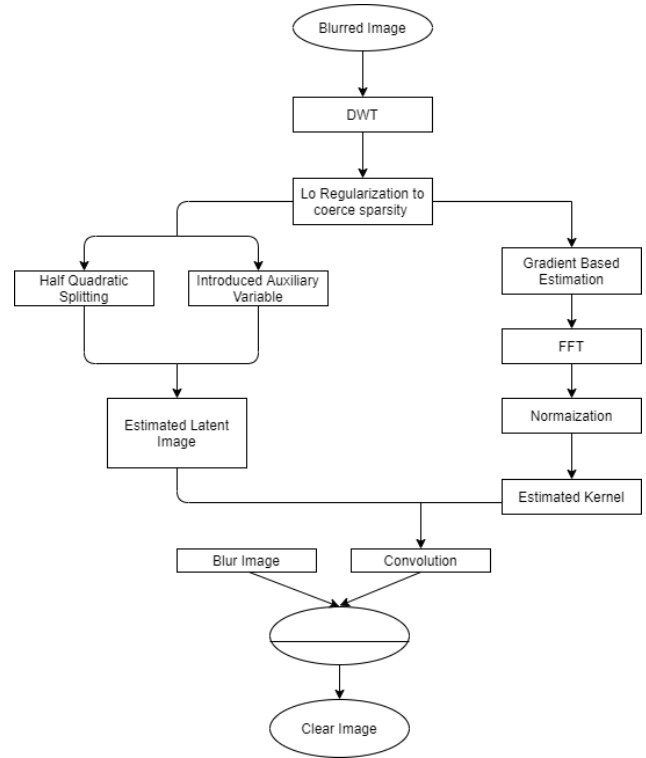 Blurred Image
DWT
Lo Regularization to
coerce sparsity
Half Quadratic
Splitting
Introduced Auxiliary
Variable
Gradient Based
Estimation
FFT
Estimated Latent
Image
Normaization
Estimated Kernel
Blur Image
Convolution
Clear Image